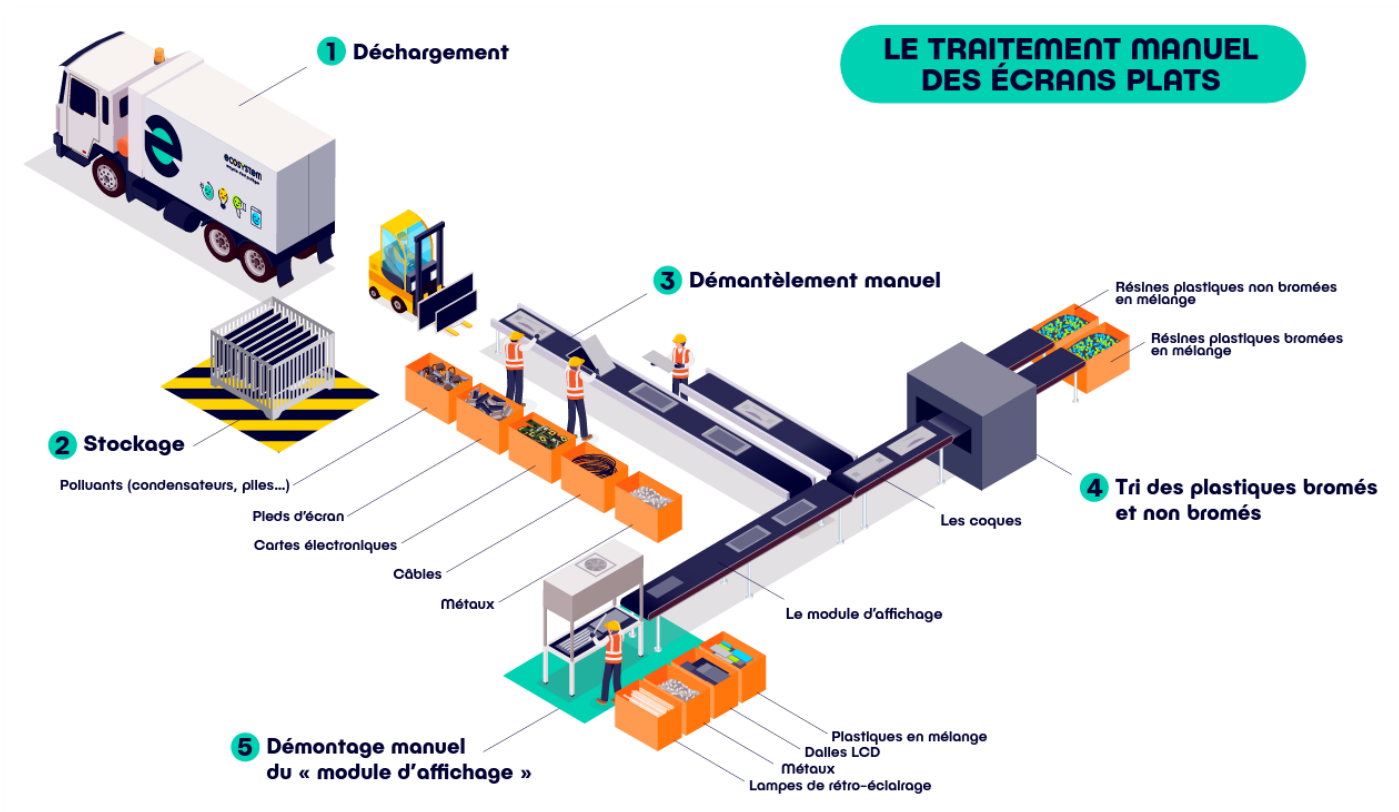 LE TRAITEMENT MANUEL
DES ÉCRANS PLATS
1 Déchargement
ecosystem
2 Stockage
3 Démantèlement manuel
Résines plastiques non bromées
en mélange
Résines plastiques bromées
en mélange
4 Tri des plastiques bromés
et non bromés
Polluants (condensateurs, piles...)
Pieds d'écran
Cartes électroniques
Câbles
Métaux
Les coques
Le module d'affichage
5 Démontage manuel
du « module d'affichage »
Plastiques en mélange
Dalles LCD
Métaux
Lampes de rétro-éclairage